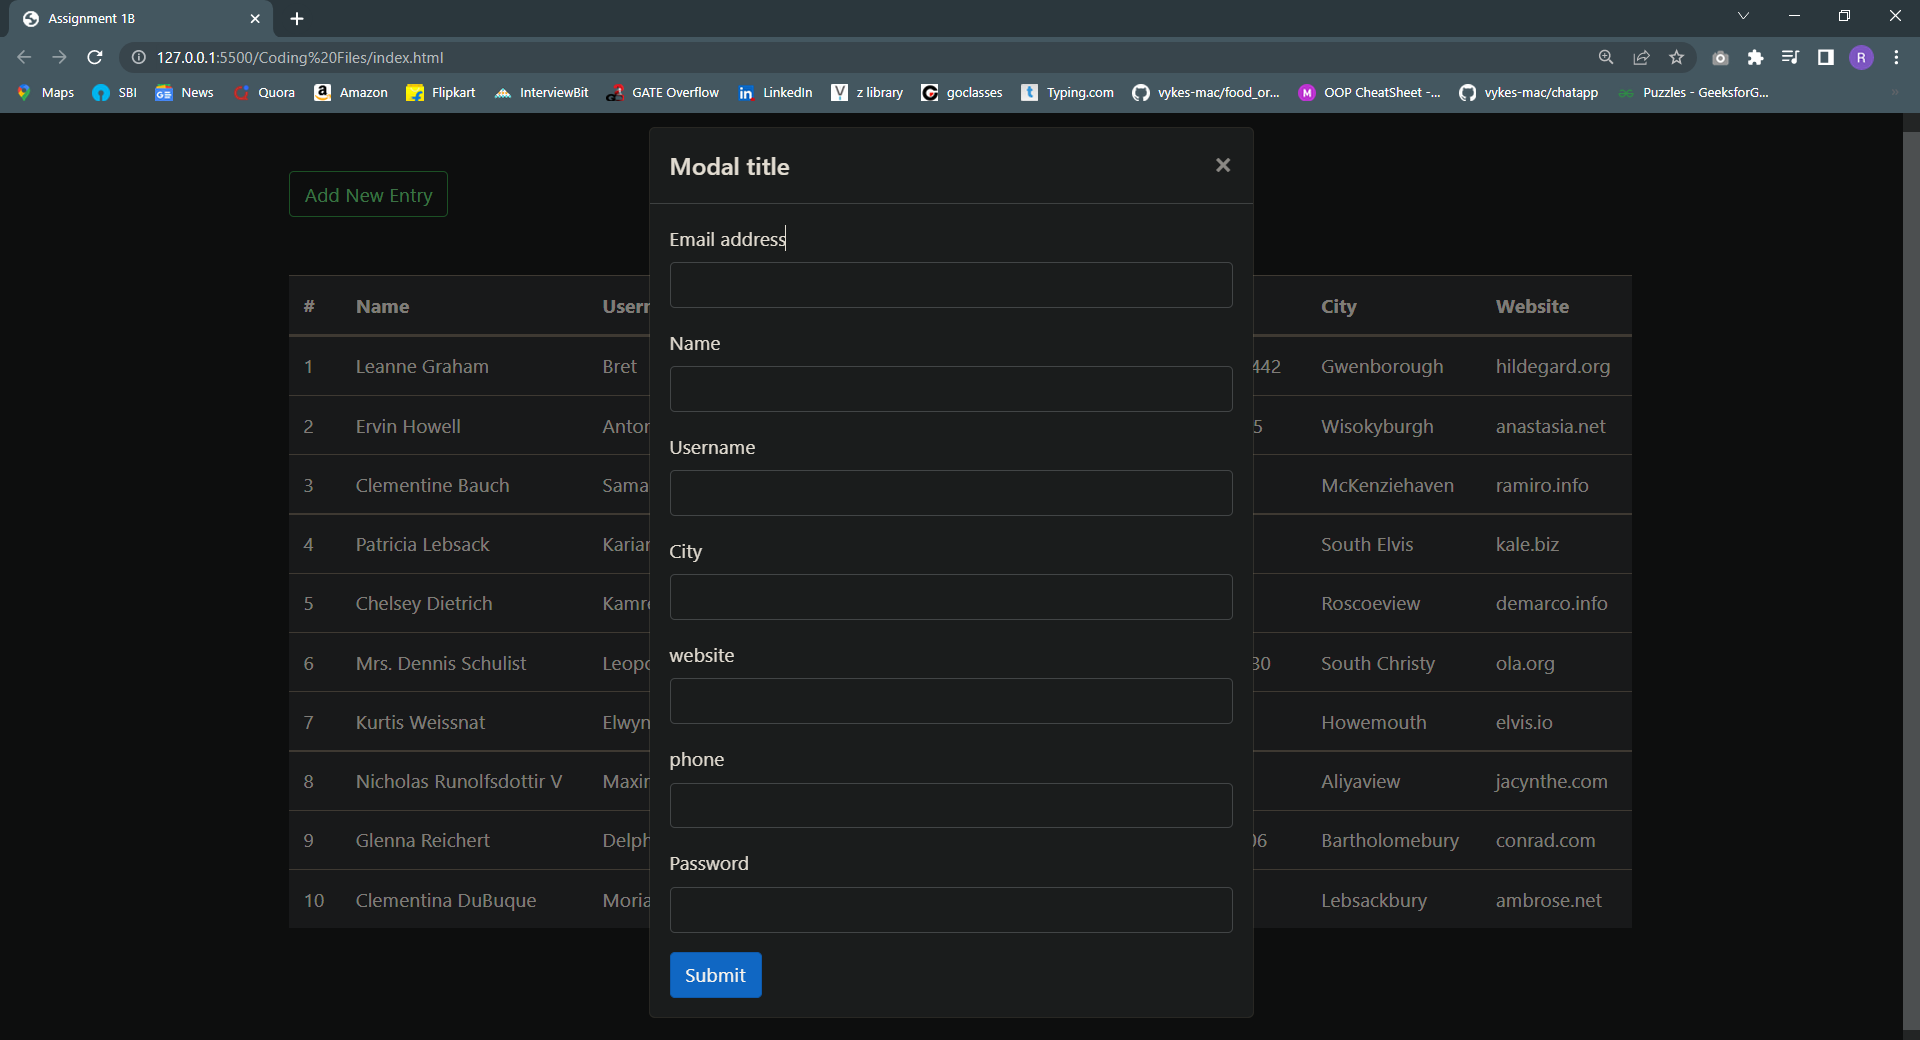 Assignment 1B
127.0.0.1:5500/Coding%20Files/index.html
R
Maps SBI News Quora Amazon Flipkart InterviewBit GATE Overflow LinkedIn z library goclasses Typing.com vykes-mac/food_or... OOP CheatSheet -... vykes-mac/chatapp Puzzles - GeeksforG...
Add New Entry
# Name Usern City Website
1 Leanne Graham Bret 442 Gwenborough hildegard.org
2 Ervin Howell Anton 5 Wisokyburgh anastasia.net
3 Clementine Bauch Sama McKenziehaven ramiro.info
4 Patricia Lebsack Karian South Elvis kale.biz
5 Chelsey Dietrich Kamre Roscoeview demarco.info
6 Mrs. Dennis Schulist Leopo 30 South Christy ola.org
7 Kurtis Weissnat Elwyn Howemouth elvis.io
8 Nicholas Runolfsdottir V Maxim Aliyaview jacynthe.com
9 Glenna Reichert Delph 06 Bartholomebury conrad.com
10 Clementina DuBuque Moria Lebsackbury ambrose.net
Modal title
Email address
Name
Username
City
website
phone
Password
Submit